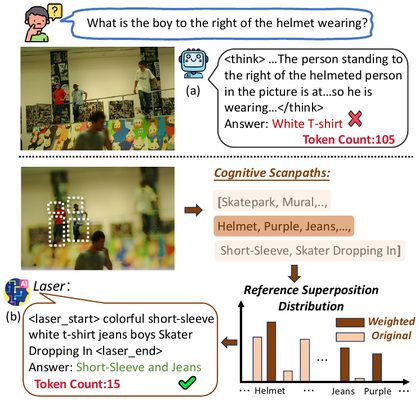 What is the boy to the right of the helmet wearing?
<think> ...The person standing to
the right of the helmeted person
in the picture is at...so he is
wearing...</think>
Answer: White T-shirt
Token Count:105
(a)
Cognitive Scanpaths:
[Skatepark, Mural,..,
Helmet, Purple, Jeans,...,
Short-Sleeve, Skater Dropping In]
Laser:
(b)
<laser_start> colorful short-sleeve
white t-shirt jeans boys Skater
Dropping In <laser_end>
Answer: Short-Sleeve and Jeans
Token Count:15
Reference Superposition
Distribution
Weighted
Original
...
... Helmet ... Jeans Purple ...